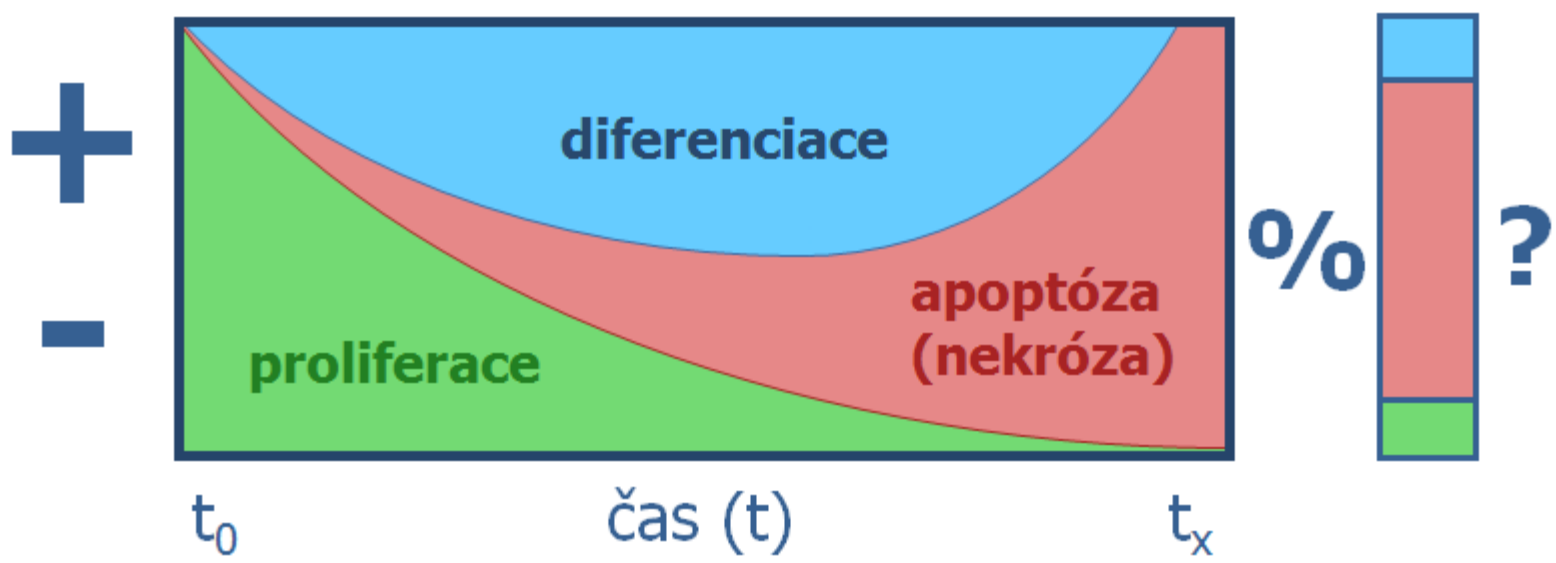 +
diferenciace
%
?
apoptóza
(nekróza)
-
proliferace
t₀
čas (t)
tₓ